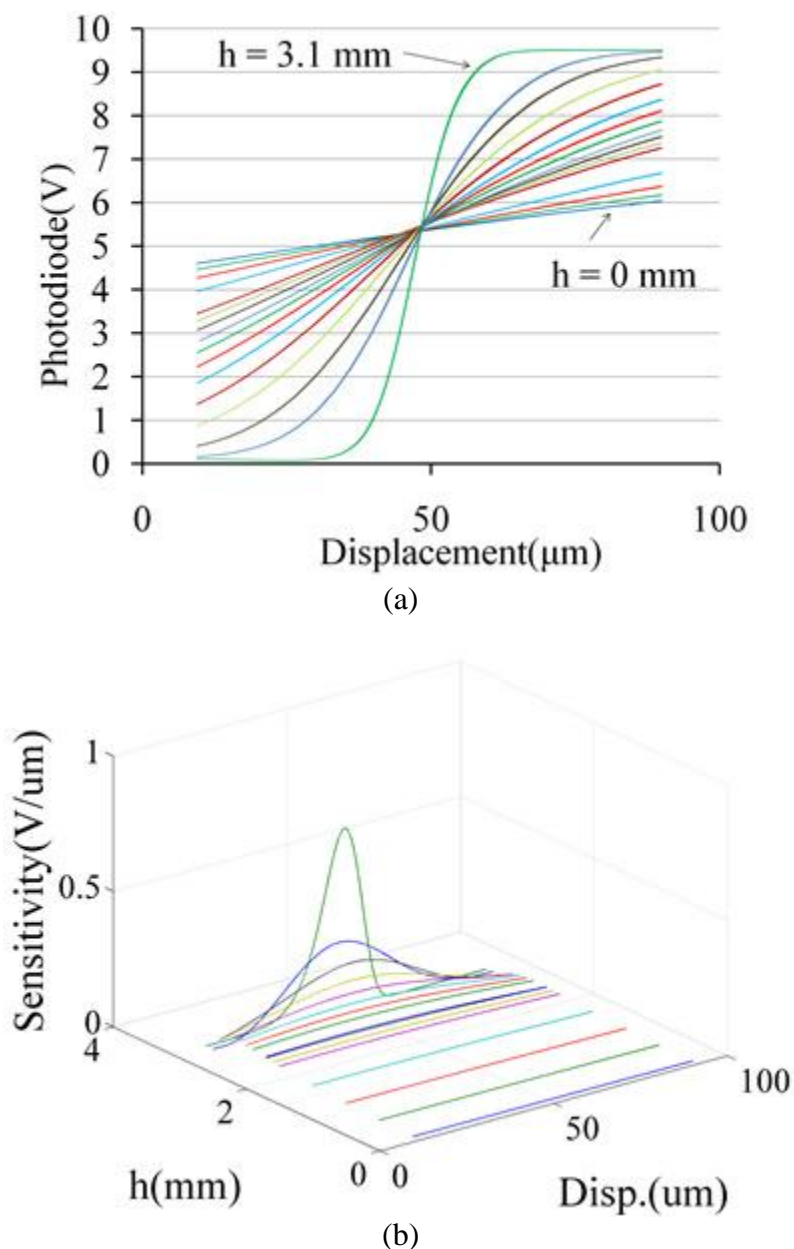 10
9
8
7
6
5
4
3
2
1
0
Photodiode(V)
h = 3.1 mm
h = 0 mm
0 50 100
Displacement(μm)
(a)
1
0.5
0
Sensitivity(V/um)
4
2
0
h(mm)
0
50
100
Disp.(um)
(b)